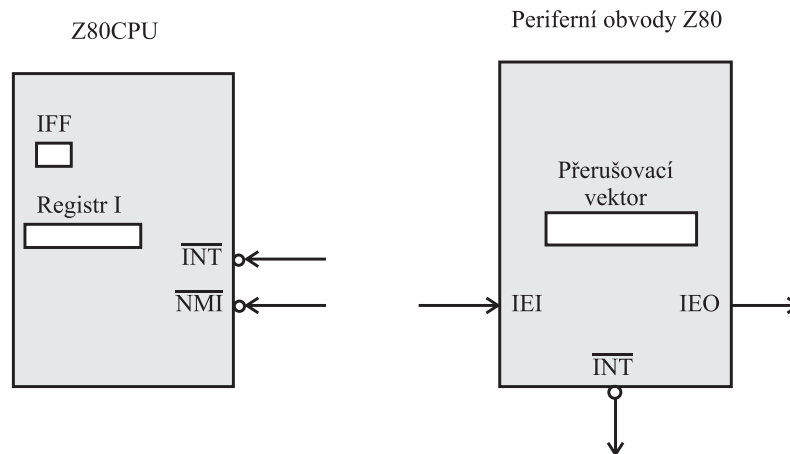 Z80CPU
IFF
Registr I
INT
NMI
Periferní obvody Z80
Přerušovací
vektor
IEI
IEO
INT